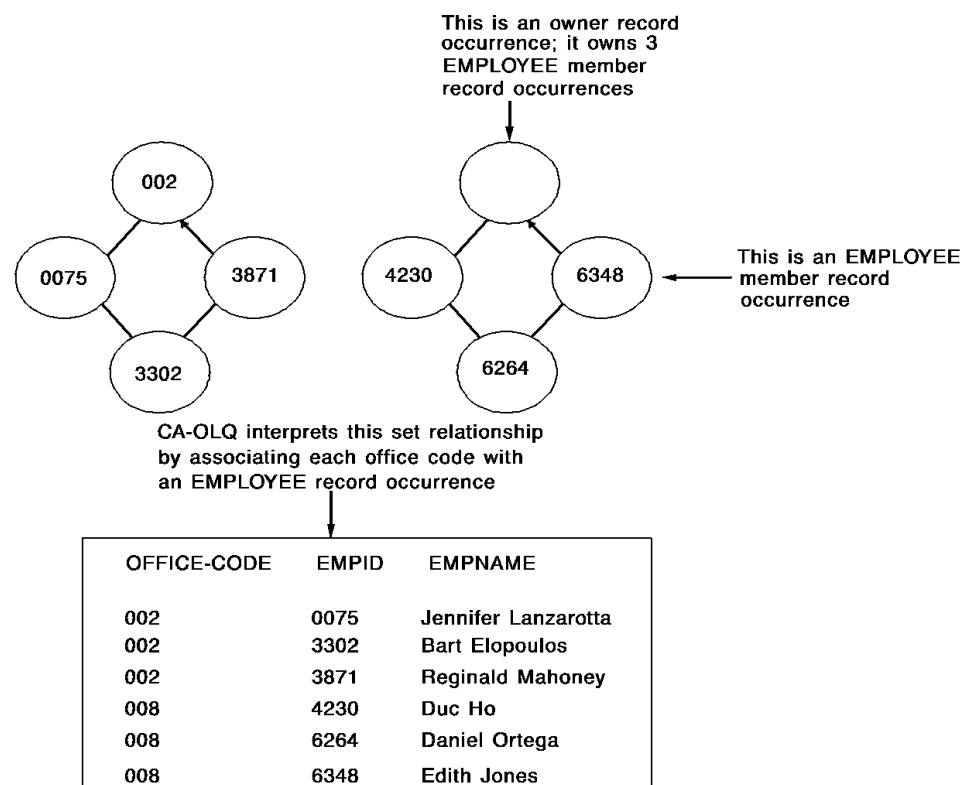 This is an owner record
occurrence; it owns 3
EMPLOYEE member
record occurrences
002
0075
3871
3302
4230
6348
6264
This is an EMPLOYEE
member record
occurrence
CA-OLQ interprets this set relationship
by associating each office code with
an EMPLOYEE record occurrence
OFFICE-CODE EMPID EMPNAME
002 0075 Jennifer Lanzarotta
002 3302 Bart Elopoulos
002 3871 Reginald Mahoney
008 4230 Duc Ho
008 6264 Daniel Ortega
008 6348 Edith Jones